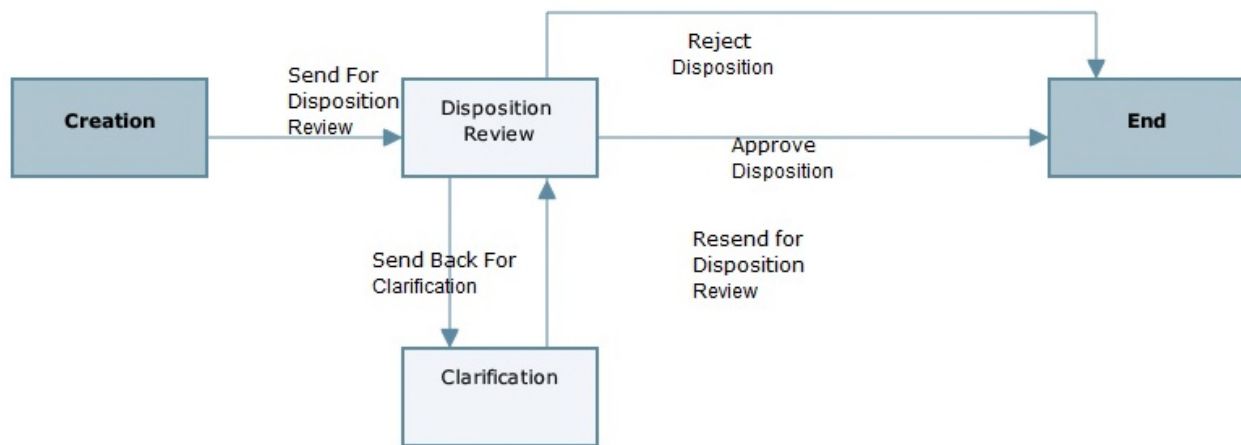 Reject
Disposition
Send For
Disposition
Review
Creation
Disposition
Review
End
Approve
Disposition
Resend for
Disposition
Review
Send Back For
Clarification
Clarification